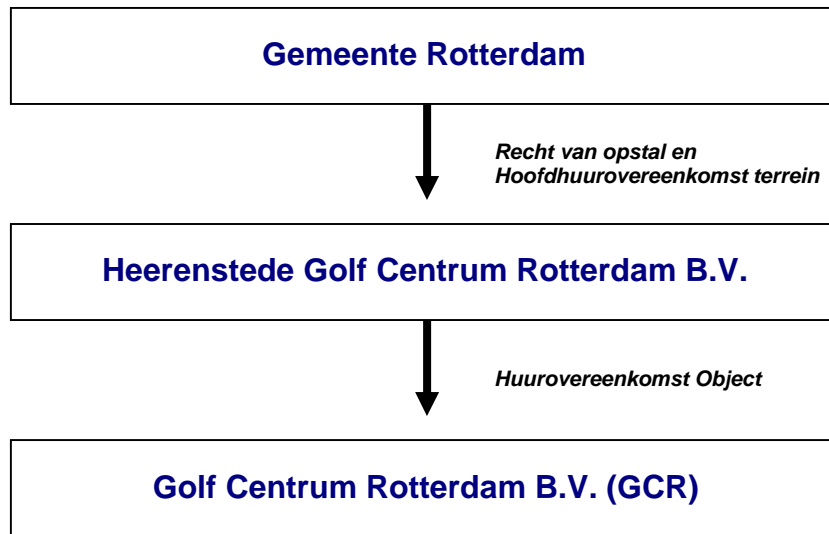 Gemeente Rotterdam
Recht van opstal en
Hoofdhuurovereenkomst terrein
Heerenstede Golf Centrum Rotterdam B.V.
Huurovereenkomst Object
Golf Centrum Rotterdam B.V. (GCR)